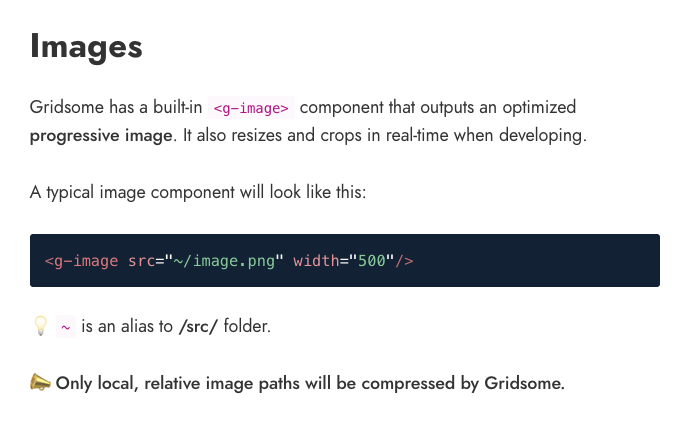 Images
Gridsome has a built-in <g-image> component that outputs an optimized
progressive image. It also resizes and crops in real-time when developing.
A typical image component will look like this:
<g-image src="~/image.png" width="500"/>
~ is an alias to /src/ folder.
Only local, relative image paths will be compressed by Gridsome.